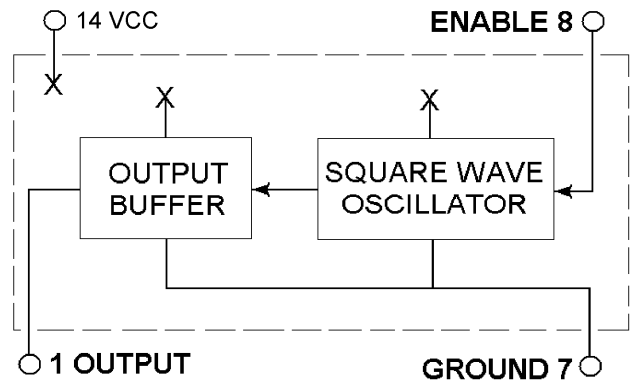 14 VCC
ENABLE 8
X
X
X
OUTPUT
BUFFER
SQUARE WAVE
OSCILLATOR
1 OUTPUT
GROUND 7